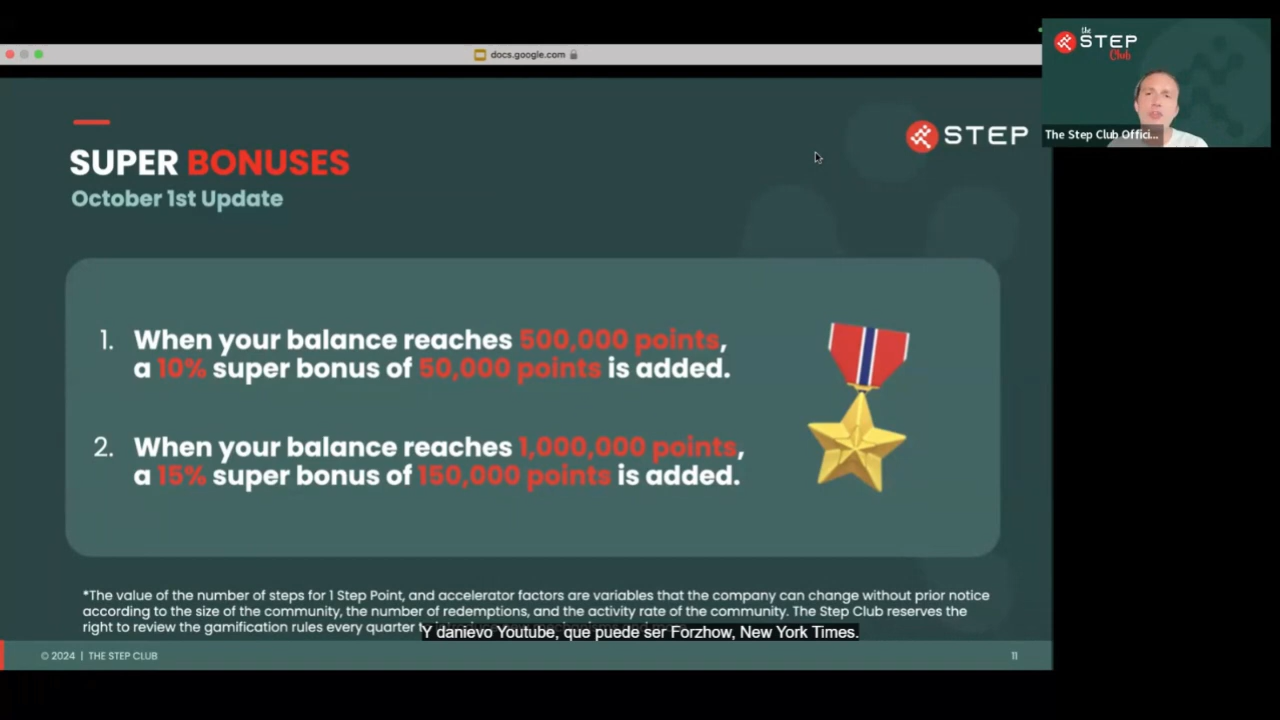 docs.google.com
the
STEP
Club
The Step Club Offici...
STEP
SUPER BONUSES
October 1st Update
1. When your balance reaches 500,000 points,
a 10% super bonus of 50,000 points is added.
2. When your balance reaches 1,000,000 points,
a 15% super bonus of 150,000 points is added.
*The value of the number of steps for 1 Step Point, and accelerator factors are variables that the company can change without prior notice
according to the size of the community, the number of redemptions, and the activity rate of the community. The Step Club reserves the
right to review the gamification rules every quarter
Y danievo Youtube, que puede ser Forzhow, New York Times.
© 2024 | THE STEP CLUB
11